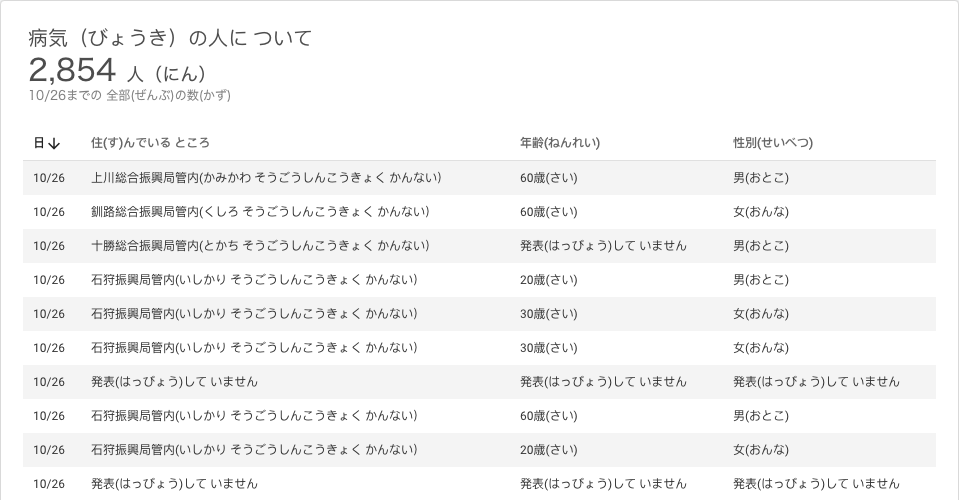 病気（びょうき）の人に ついて
2,854 人（にん）
10/26までの 全部(ぜんぶ)の数(かず)
日↓ 住(す)んでいる ところ 年齢(ねんれい) 性別(せいべつ)
10/26 上川総合振興局管内(かみかわ そうごうしんこうきょく かんない) 60歳(さい) 男(おとこ)
10/26 釧路総合振興局管内(くしろ そうごうしんこうきょく かんない) 60歳(さい) 女(おんな)
10/26 十勝総合振興局管内(とかち そうごうしんこうきょく かんない) 発表(はっぴょう)して いません 男(おとこ)
10/26 石狩振興局管内(いしかり そうごうしんこうきょく かんない) 20歳(さい) 男(おとこ)
10/26 石狩振興局管内(いしかり そうごうしんこうきょく かんない) 30歳(さい) 女(おんな)
10/26 石狩振興局管内(いしかり そうごうしんこうきょく かんない) 30歳(さい) 女(おんな)
10/26 発表(はっぴょう)して いません 発表(はっぴょう)して いません 発表(はっぴょう)して いません
10/26 石狩振興局管内(いしかり そうごうしんこうきょく かんない) 60歳(さい) 男(おとこ)
10/26 石狩振興局管内(いしかり そうごうしんこうきょく かんない) 20歳(さい) 女(おんな)
10/26 発表(はっぴょう)して いません 発表(はっぴょう)して いません 発表(はっぴょう)して いません